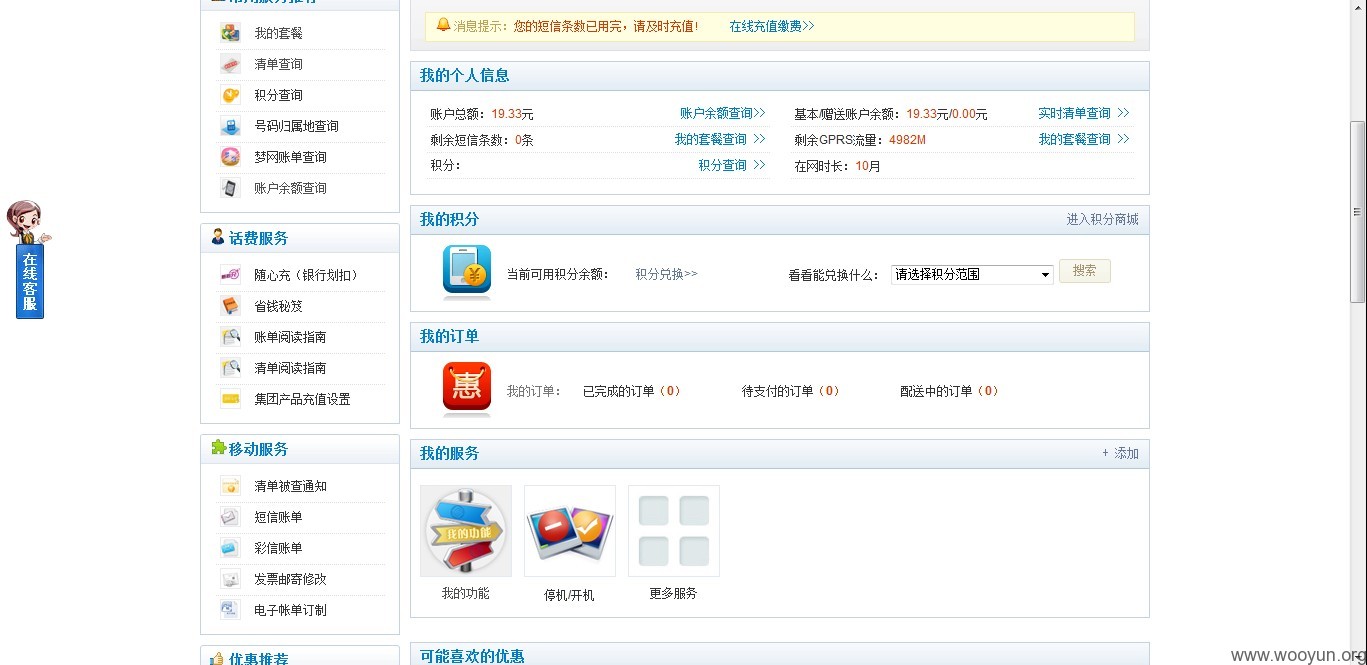 我的套餐
清单查询
积分查询
号码归属地查询
梦网账单查询
账户余额查询
话费服务
随心充（银行划扣）
省钱秘笈
账单阅读指南
清单阅读指南
集团产品充值设置
移动服务
清单被查通知
短信账单
彩信账单
发票邮寄修改
电子帐单订制
优惠推荐
在线客服
消息提示：您的短信条数已用完，请及时充值! 在线充值缴费>>
我的个人信息
账户总额：19.33元 账户余额查询>> 基本/赠送账户余额：19.33元/0.00元 实时清单查询 >>
剩余短信条数：0条 我的套餐查询 >> 剩余GPRS流量：4982M 我的套餐查询 >>
积分： 积分查询 >> 在网时长：10月
我的积分 进入积分商城
当前可用积分余额： 积分兑换>> 看看能兑换什么： 请选择积分范围 搜索
我的订单
惠 我的订单： 已完成的订单（0） 待支付的订单（0） 配送中的订单（0）
我的服务 + 添加
我的功能
我的功能 停机/开机 更多服务
可能喜欢的优惠
www.wooyun.org